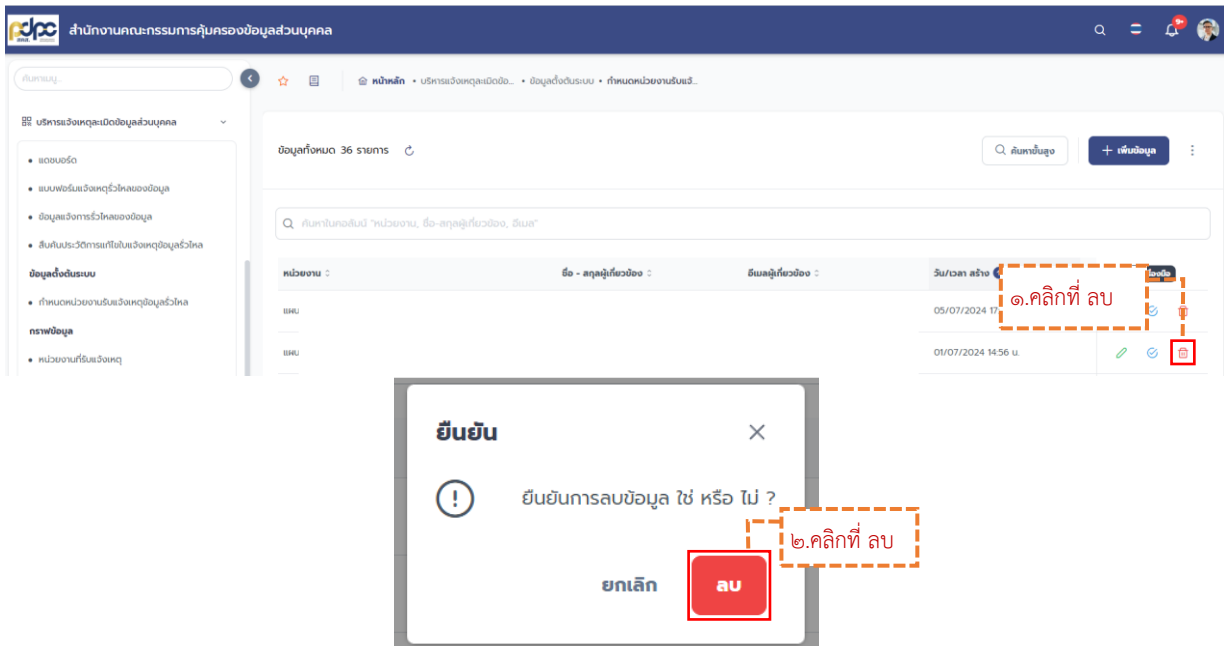 pdpc สำนักงานคณะกรรมการคุ้มครองข้อมูลส่วนบุคคล 9+
ค้นหาเมนู..
หน้าหลัก • บริหารแจ้งเหตุละเมิดข้อ... • ข้อมูลตั้งต้นระบบ • กำหนดหน่วยงานรับแจ้...
บริหารแจ้งเหตุละเมิดข้อมูลส่วนบุคคล
• แดชบอร์ด
• แบบฟอร์มแจ้งเหตุรั่วไหลของข้อมูล
• ข้อมูลแจ้งการรั่วไหลของข้อมูล
• สืบค้นประวัติการแก้ไขใบแจ้งเหตุข้อมูลรั่วไหล
ข้อมูลตั้งต้นระบบ
• กำหนดหน่วยงานรับแจ้งเหตุข้อมูลรั่วไหล
กราฟข้อมูล
• หน่วยงานที่รับแจ้งเหตุ
ข้อมูลทั้งหมด 36 รายการ
ค้นหาขั้นสูง
+ เพิ่มข้อมูล
ค้นหาในคอลัมน์ "หน่วยงาน, ชื่อ-สกุลผู้เกี่ยวข้อง, อีเมล"
หน่วยงาน ชื่อ - สกุลผู้เกี่ยวข้อง อีเมลผู้เกี่ยวข้อง วัน/เวลา สร้าง
05/07/2024 17:
01/07/2024 14:56 น.
๑.คลิกที่ ลบ
ยืนยัน
ยืนยันการลบข้อมูล ใช่ หรือ ไม่ ?
๒.คลิกที่ ลบ
ยกเลิก ลบ